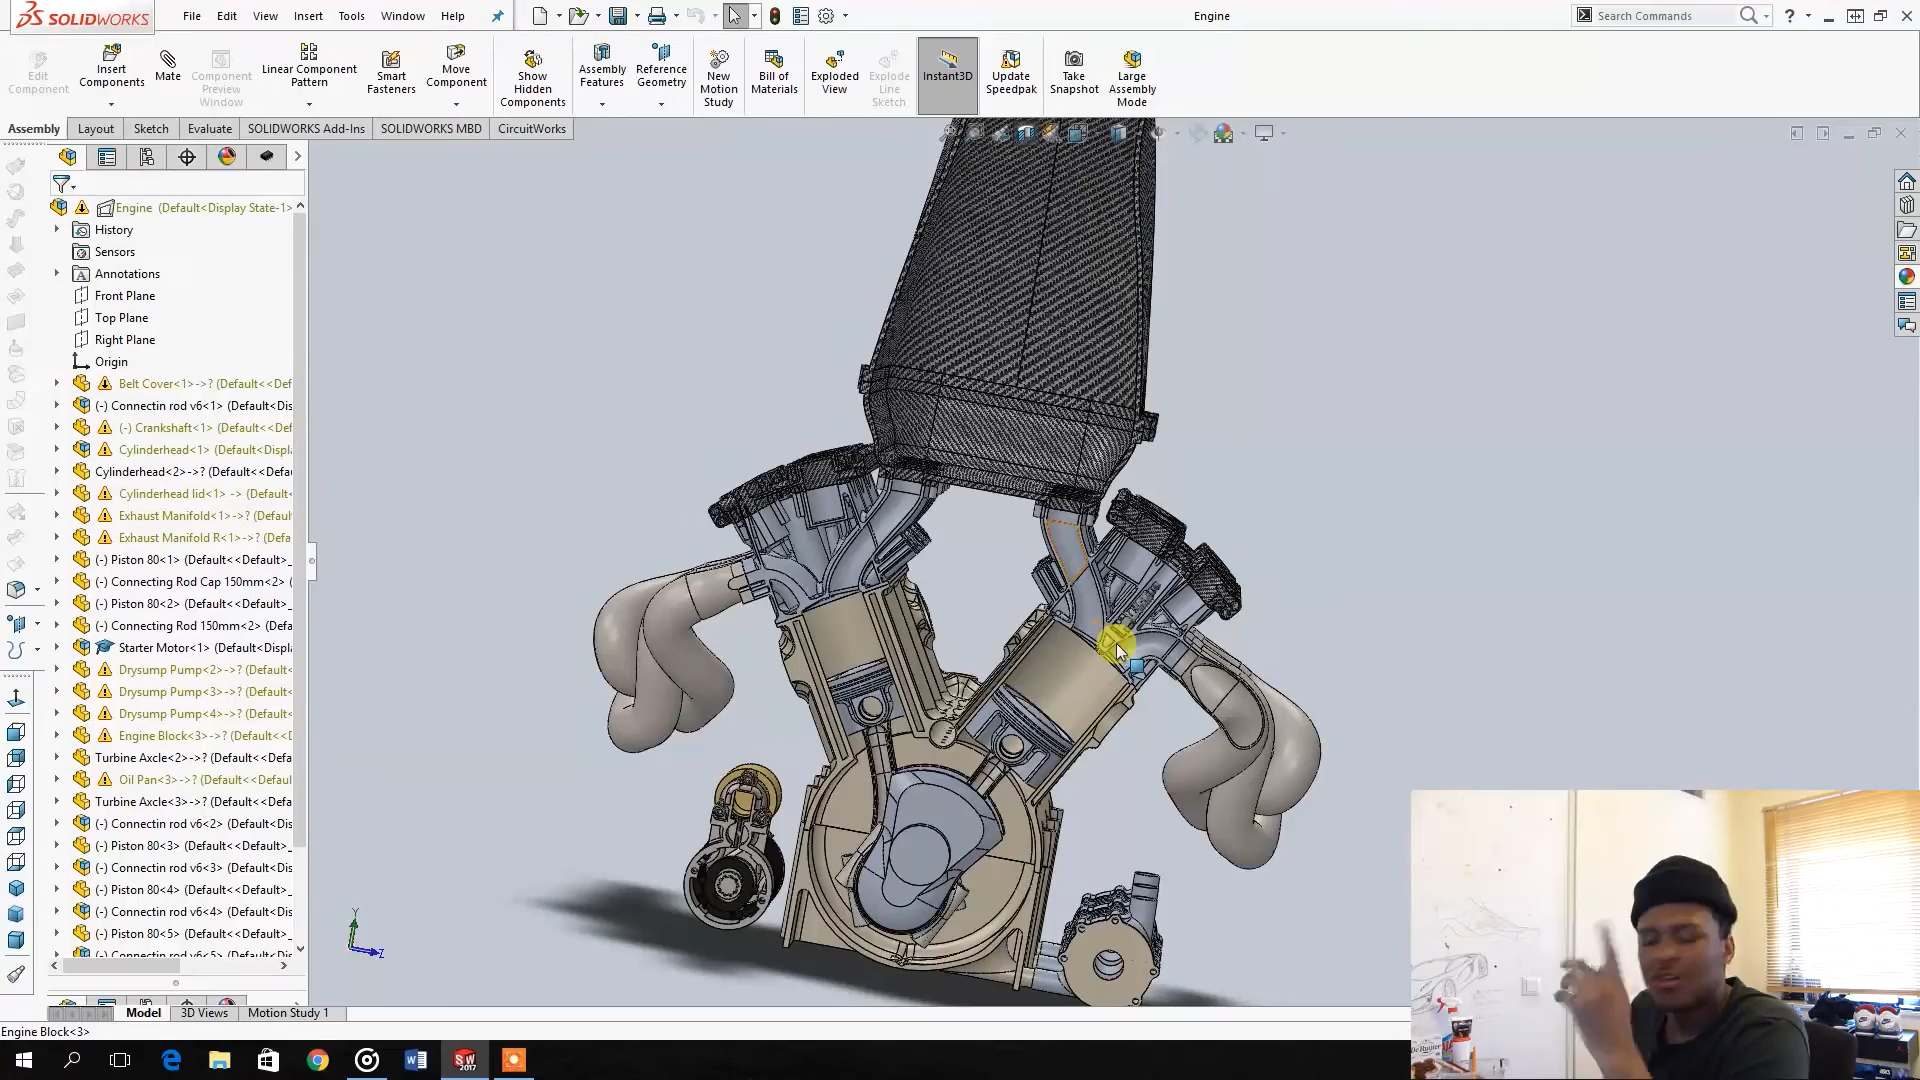 SOLIDWORKS File Edit View Insert Tools Window Help Engine Search Commands
Edit Component
Insert Components
Mate
Component Preview Window
Linear Component Pattern
Smart Fasteners
Move Component
Show Hidden Components
Assembly Features
Reference Geometry
New Motion Study
Bill of Materials
Exploded View
Explode Line Sketch
Instant3D
Update Speedpak
Take Snapshot
Large Assembly Mode
Assembly Layout Sketch Evaluate SOLIDWORKS Add-Ins SOLIDWORKS MBD CircuitWorks
Engine (Default<Display State-1>
History
Sensors
Annotations
Front Plane
Top Plane
Right Plane
Origin
Belt Cover<1>->? (Default<<Def
(-) Connectin rod v6<1> (Default<Dis
(-) Crankshaft<1> (Default<Displ
Cylinderhead<1> (Default<Displa
Cylinderhead<2>->? (Default<<Defau
Cylinderhead lid<1> -> (Default<
Exhaust Manifold<1>->? (Defaul
Exhaust Manifold R<1>->? (Defa
(-) Piston 80<1> (Default<<Default>_
(-) Connecting Rod Cap 150mm<2> (
(-) Piston 80<2> (Default<<Default>_
(-) Connecting Rod 150mm<2> (Defa
Starter Motor<1> (Default<Displa
Drysump Pump<2>->? (Default<
Drysump Pump<3>->? (Default<
Drysump Pump<4>->? (Default<
Engine Block<3>->? (Default<<D
Turbine Axcle<2>->? (Default<<Defa
Oil Pan<3>->? (Default<<Defaul
Turbine Axcle<3>->? (Default<<Defa
(-) Connectin rod v6<2> (Default<Dis
(-) Piston 80<3> (Default<<Default>_
(-) Connectin rod v6<3> (Default<Dis
(-) Piston 80<4> (Default<<Default>_
(-) Connectin rod v6<4> (Default<Dis
(-) Piston 80<5> (Default<<Default>_
(-) Connectin rod v6<5> (Default<Dis
Y
Z
Model 3D Views Motion Study 1
Engine Block<3>
SW 2017